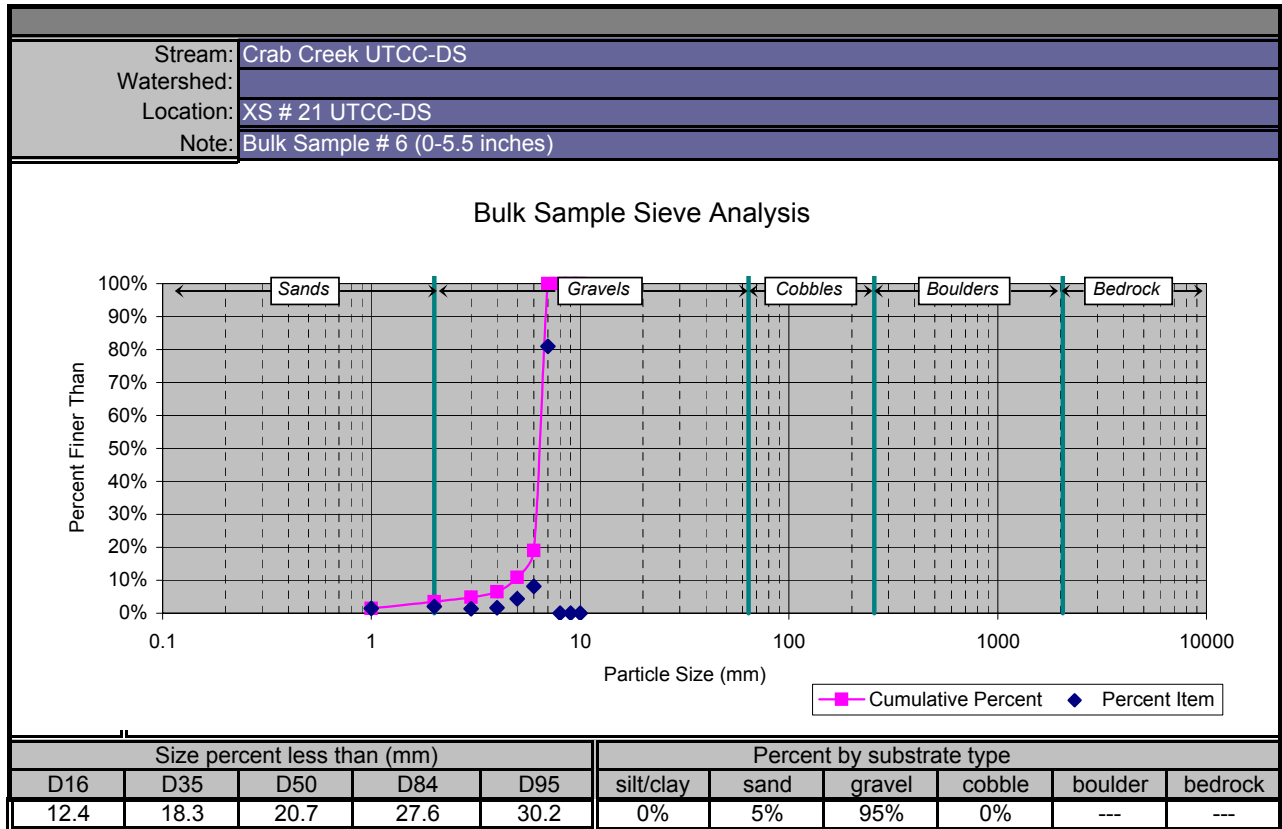 Stream: Crab Creek UTCC-DS
Watershed:
Location: XS # 21 UTCC-DS
Note: Bulk Sample # 6 (0-5.5 inches)
Bulk Sample Sieve Analysis
Sands Gravels Cobbles Boulders Bedrock
100%
90%
80%
70%
60%
50%
40%
30%
20%
10%
0%
Percent Finer Than
0.1 1 10 100 1000 10000
Particle Size (mm)
Cumulative Percent Percent Item
Size percent less than (mm) Percent by substrate type
D16 D35 D50 D84 D95 silt/clay sand gravel cobble boulder bedrock
12.4 18.3 20.7 27.6 30.2 0% 5% 95% 0% --- ---